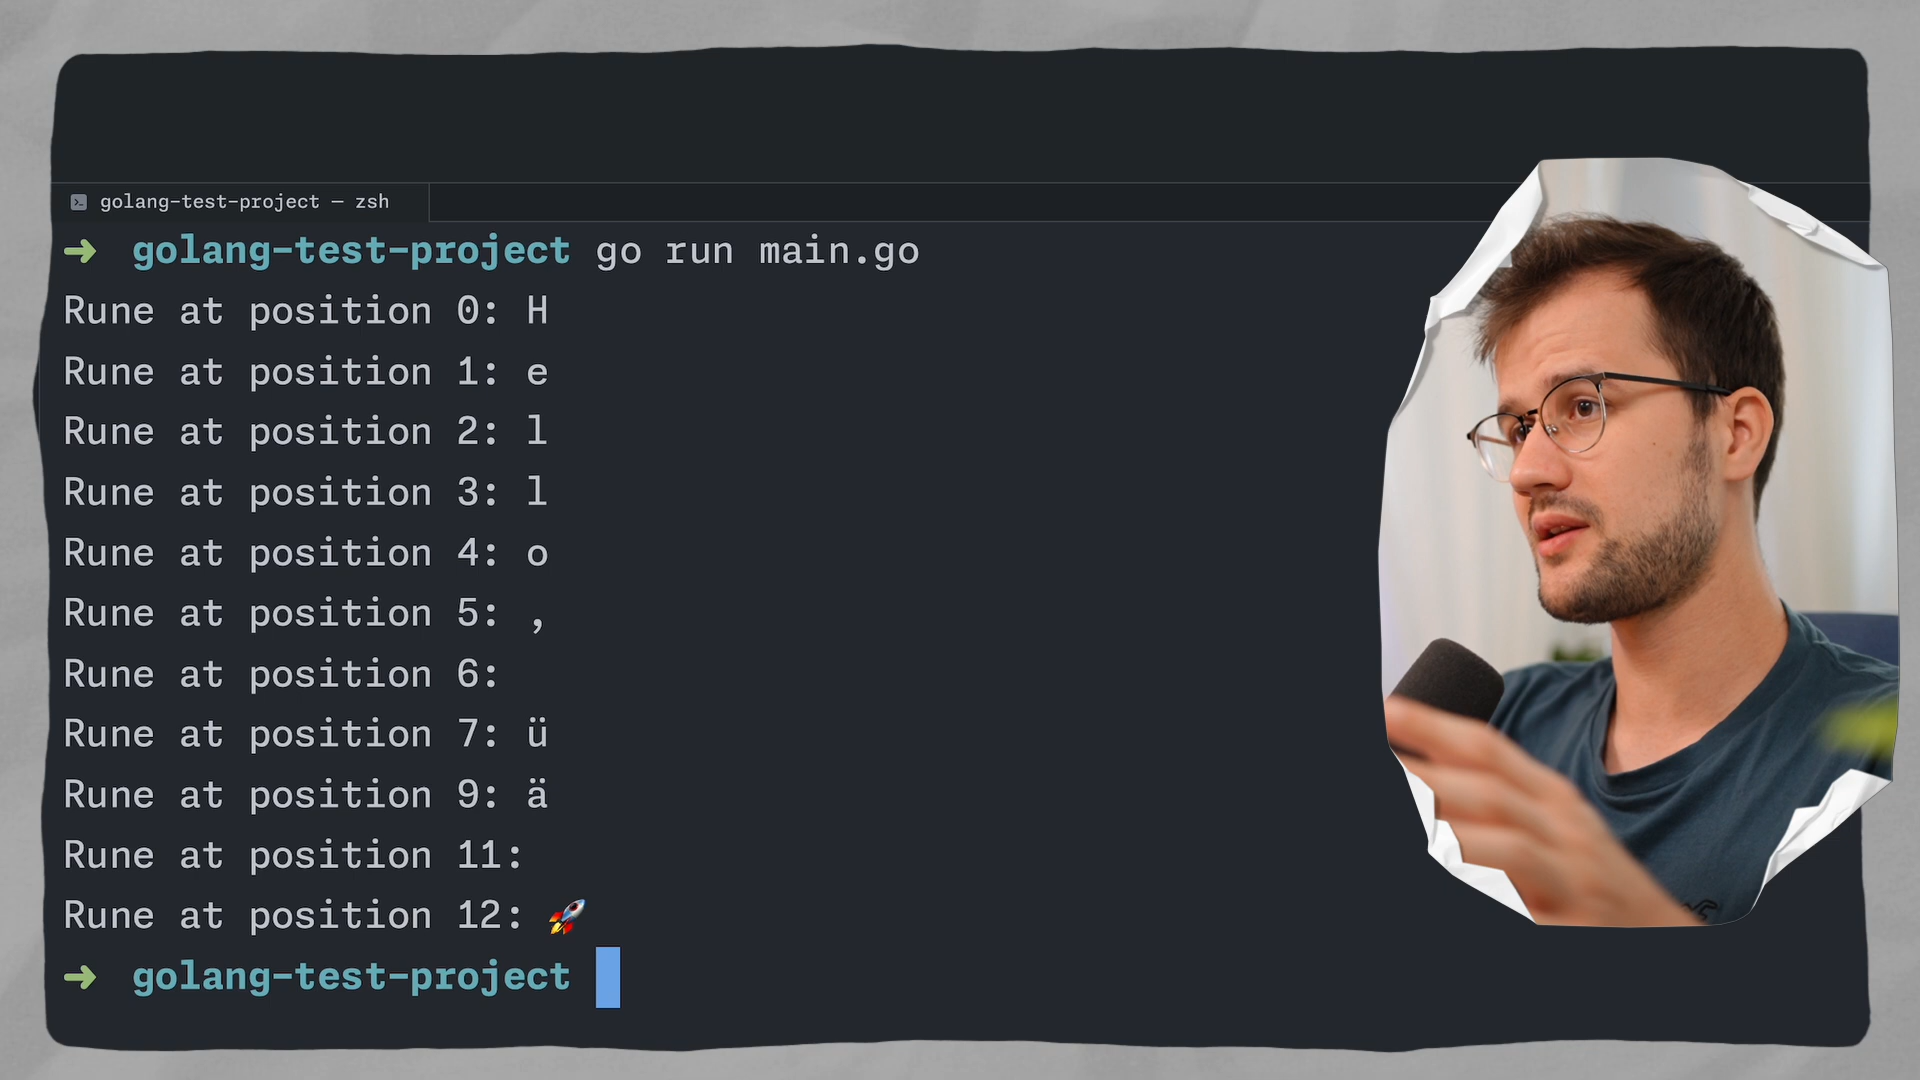 golang-test-project — zsh
➜ golang-test-project go run main.go
Rune at position 0: H
Rune at position 1: e
Rune at position 2: l
Rune at position 3: l
Rune at position 4: o
Rune at position 5: ,
Rune at position 6:
Rune at position 7: ü
Rune at position 9: ä
Rune at position 11:
Rune at position 12: 🚀
➜ golang-test-project